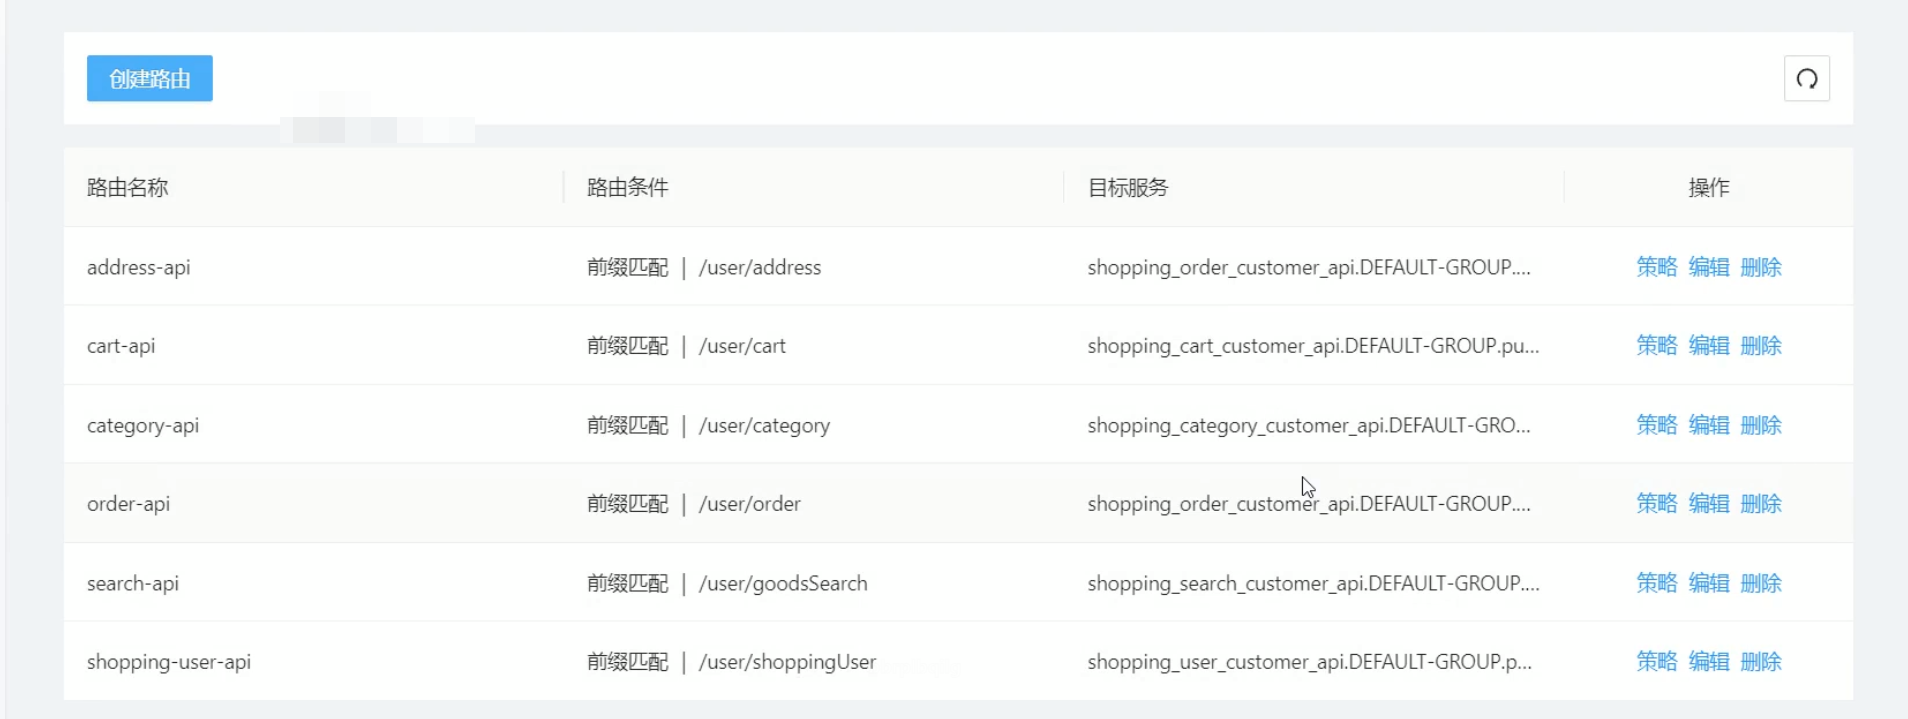 创建路由
路由名称 路由条件 目标服务 操作
address-api 前缀匹配 | /user/address shopping_order_customer_api.DEFAULT-GROUP.... 策略 编辑 删除
cart-api 前缀匹配 | /user/cart shopping_cart_customer_api.DEFAULT-GROUP.pu... 策略 编辑 删除
category-api 前缀匹配 | /user/category shopping_category_customer_api.DEFAULT-GRO... 策略 编辑 删除
order-api 前缀匹配 | /user/order shopping_order_customer_api.DEFAULT-GROUP.... 策略 编辑 删除
search-api 前缀匹配 | /user/goodsSearch shopping_search_customer_api.DEFAULT-GROUP.... 策略 编辑 删除
shopping-user-api 前缀匹配 | /user/shoppingUser shopping_user_customer_api.DEFAULT-GROUP.p... 策略 编辑 删除